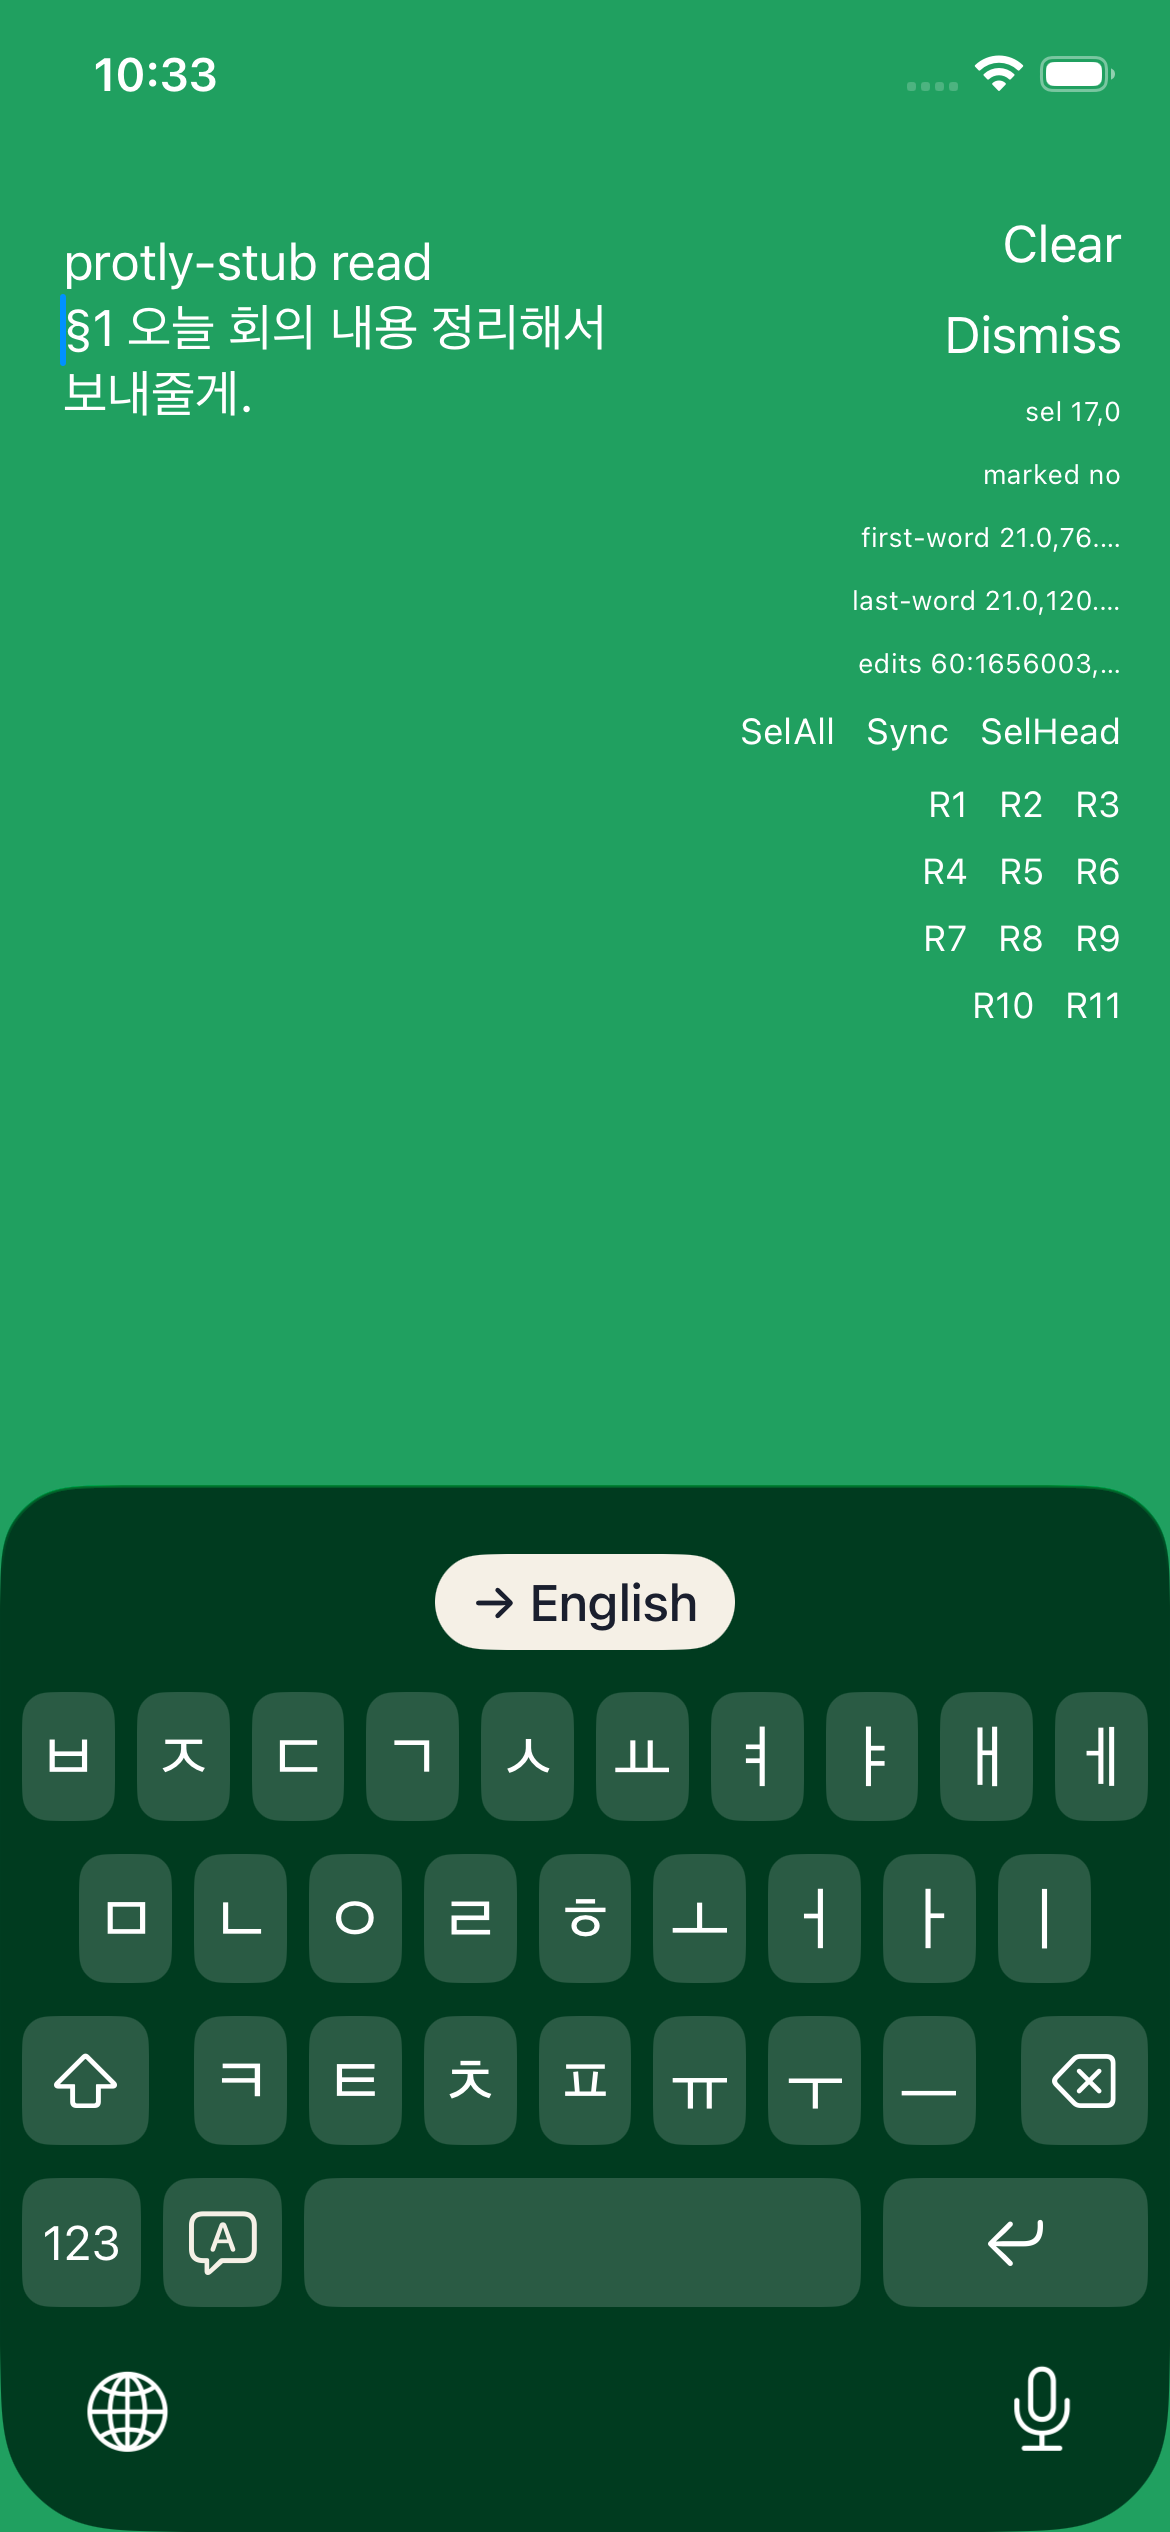 10:33
protly-stub read
§1 오늘 회의 내용 정리해서
보내줄게.
Clear
Dismiss
sel 17,0
marked no
first-word 21.0,76....
last-word 21.0,120....
edits 60:1656003,...
SelAll Sync SelHead
R1 R2 R3
R4 R5 R6
R7 R8 R9
R10 R11
→ English
ㅂ ㅈ ㄷ ㄱ ㅅ ㅛ ㅕ ㅑ ㅐ ㅔ
ㅁ ㄴ ㅇ ㄹ ㅎ ㅗ ㅓ ㅏ ㅣ
ㅋ ㅌ ㅊ ㅍ ㅠ ㅜ ㅡ
123 A